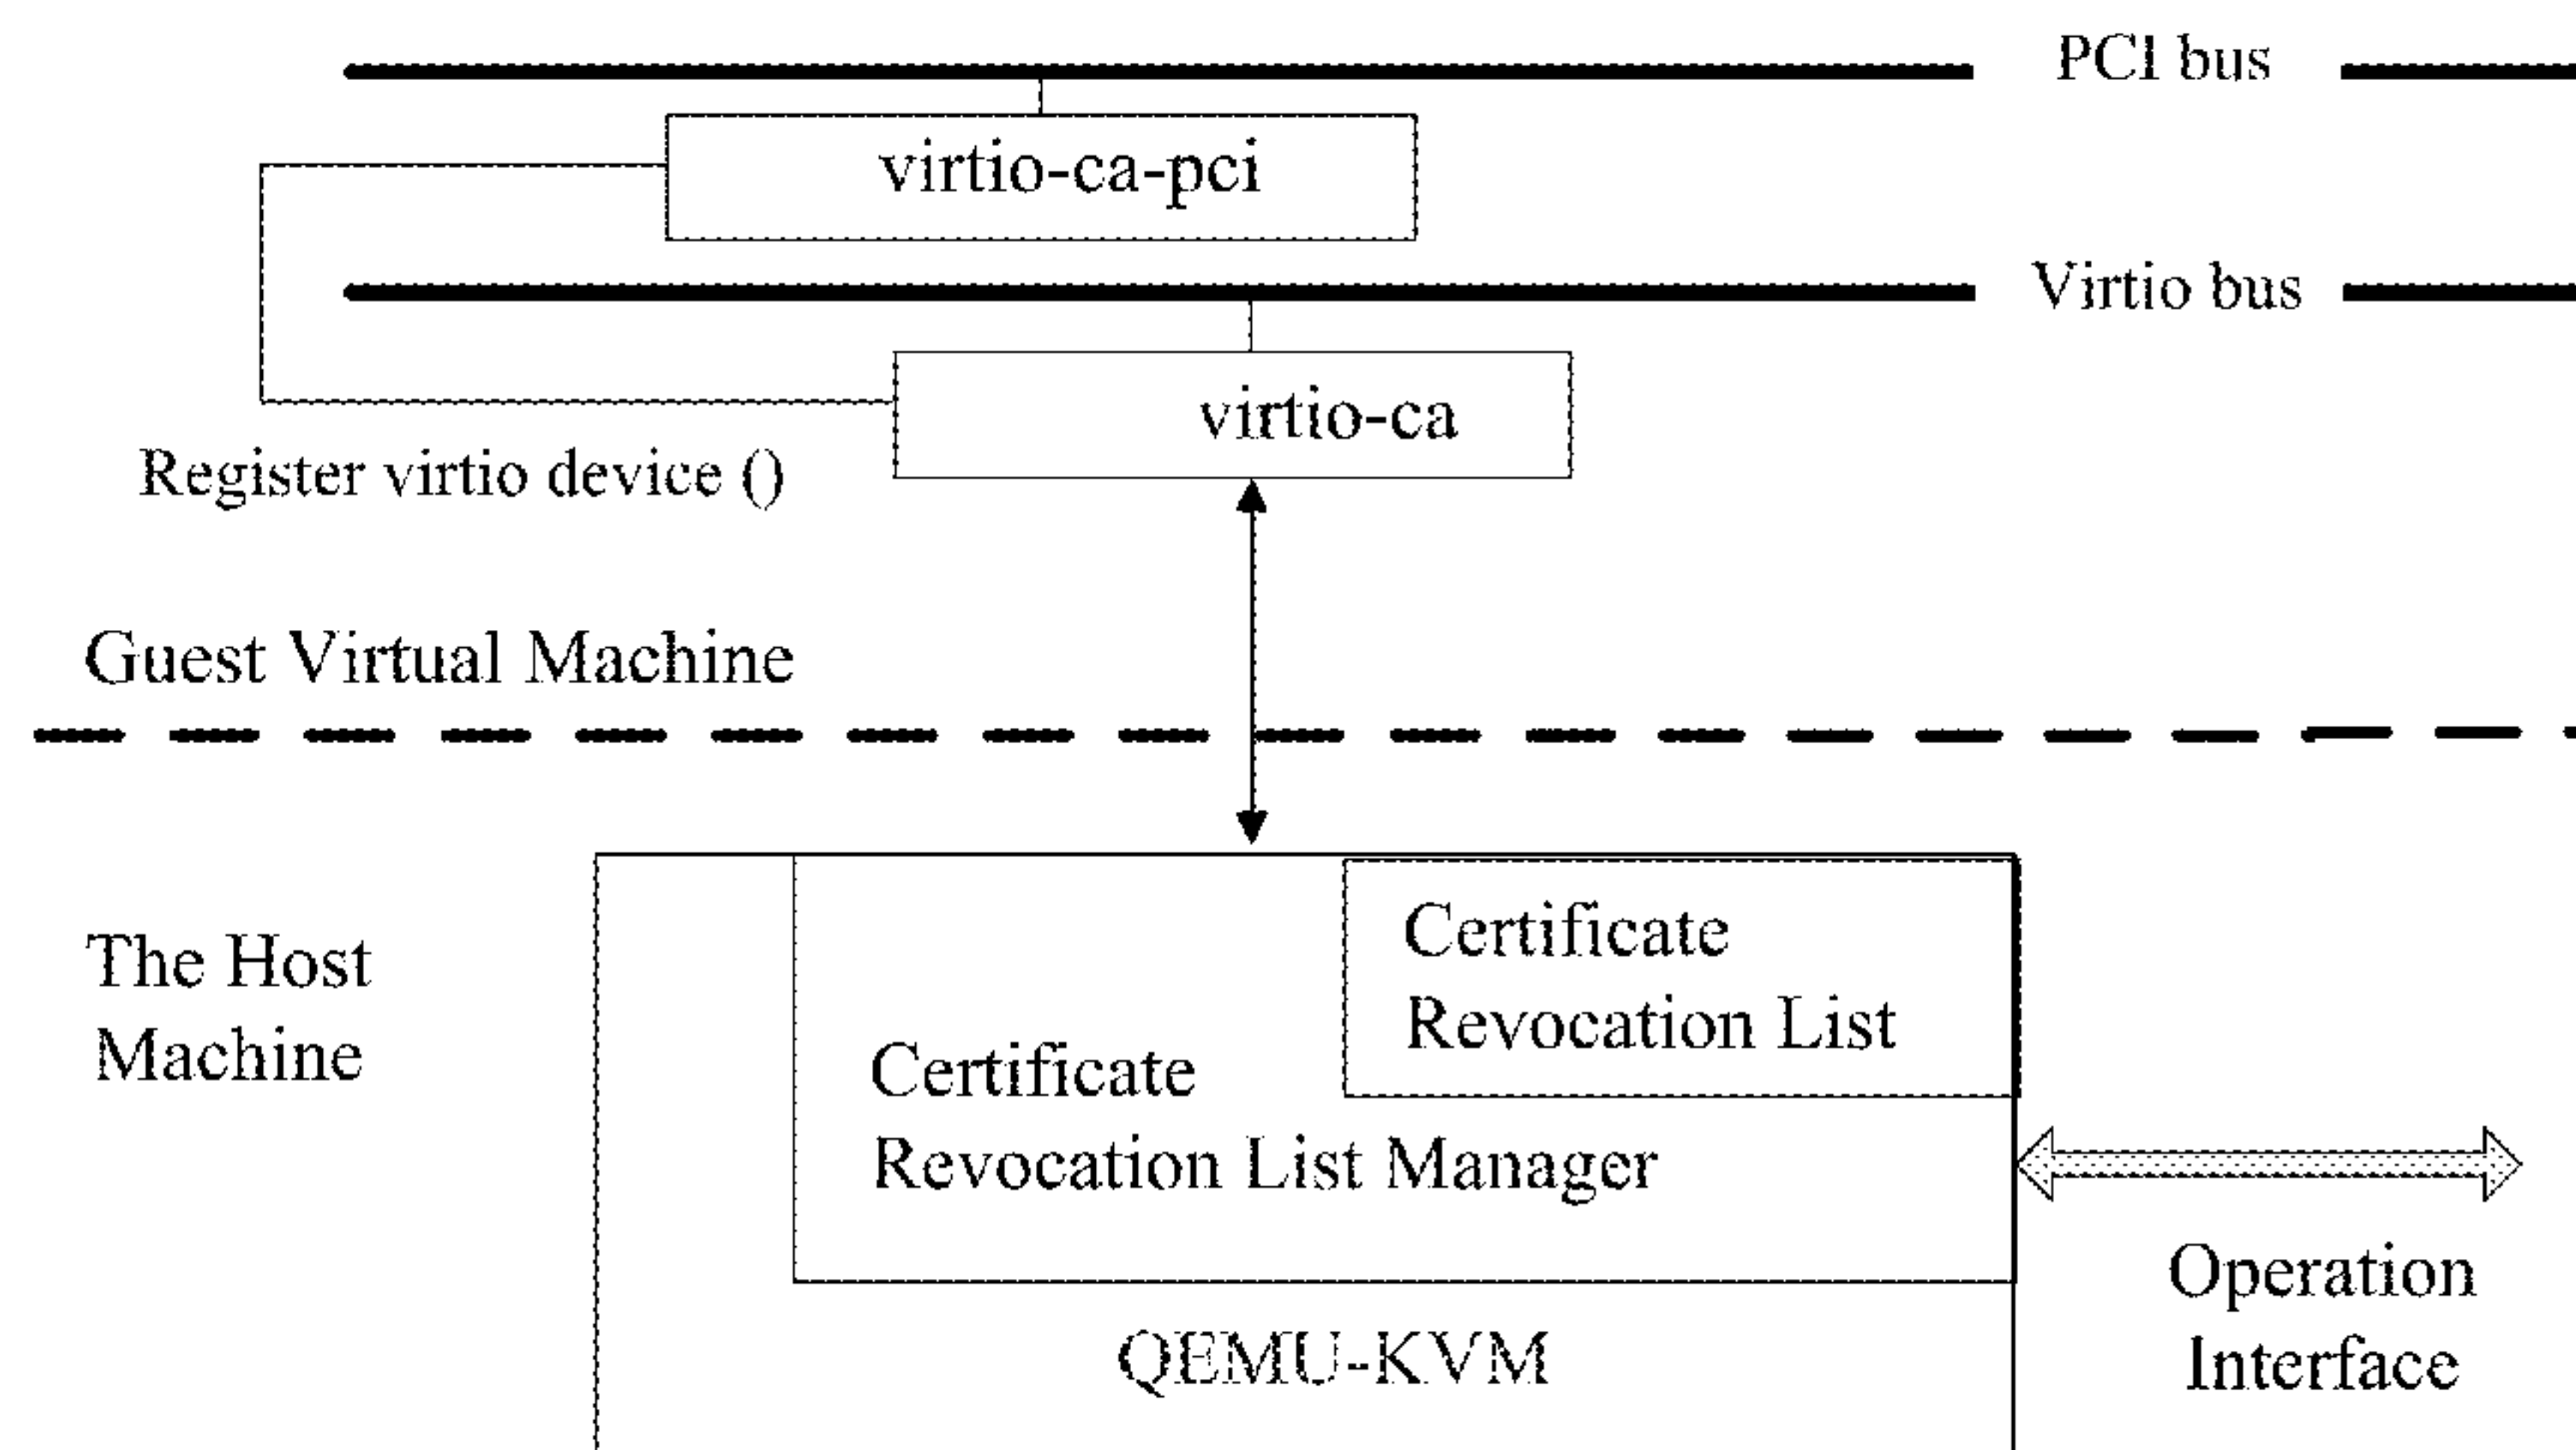 PCI bus
virtio-ca-pci
Virtio bus
virtio-ca
Register virtio device ()
Guest Virtual Machine
The Host
Machine
Certificate
Revocation List
Certificate
Revocation List Manager
QEMU-KVM
Operation
Interface